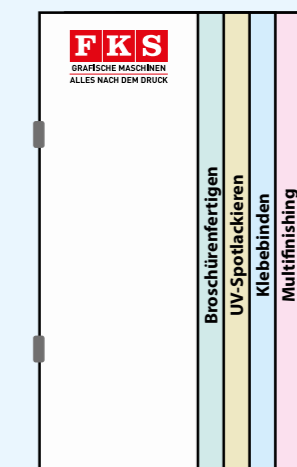 FKS
GRAFISCHE MASCHINEN
ALLES NACH DEM DRUCK
Broschürenfertigen
UV-Spotlackieren
Klebebinden
Multifinishing